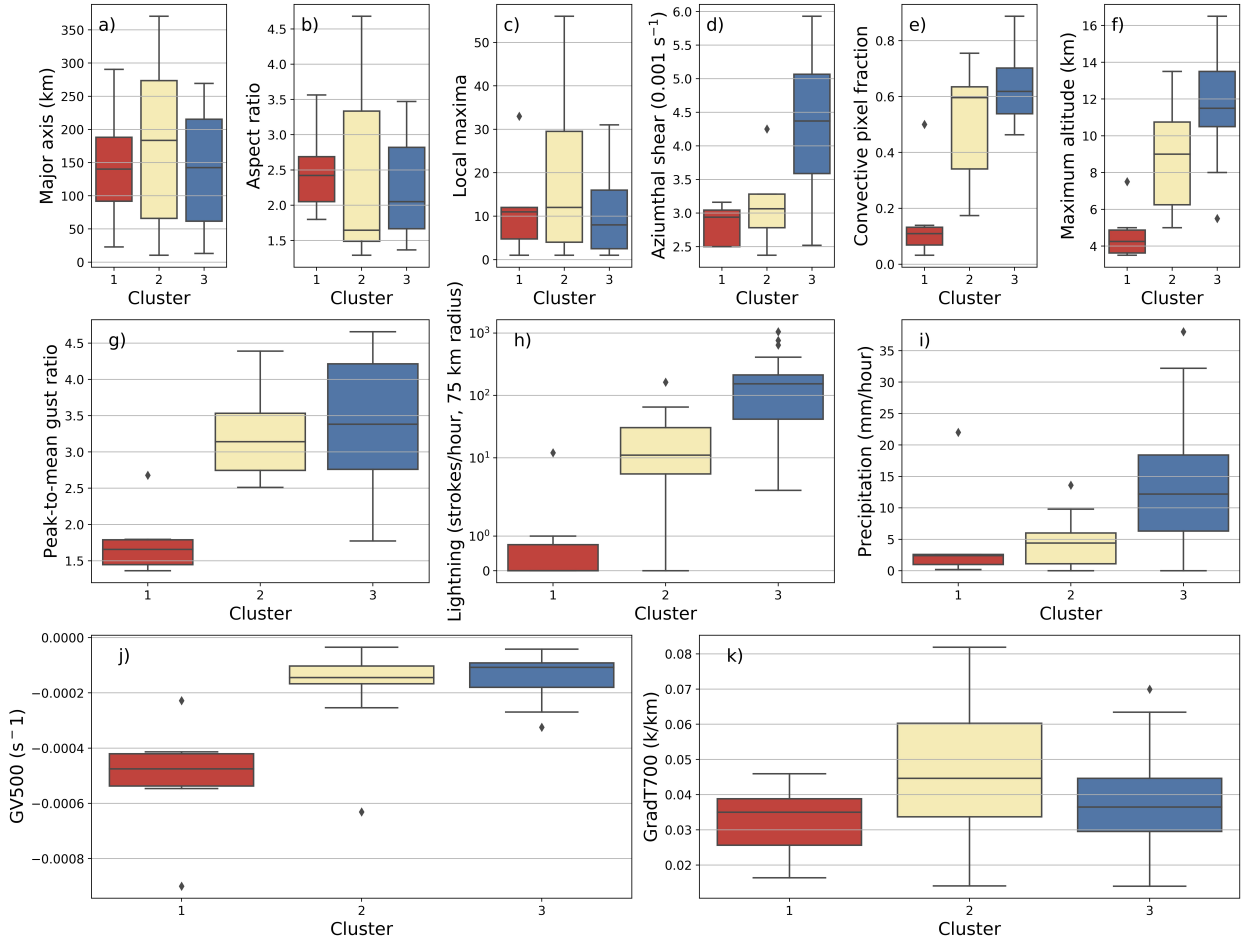 a)
Major axis (km)
350
300
250
200
150
100
50
0
1 2 3
Cluster
b)
Aspect ratio
4.5
4.0
3.5
3.0
2.5
2.0
1.5
1 2 3
Cluster
c)
Local maxima
50
40
30
20
10
0
1 2 3
Cluster
d)
Aziumthal shear (0.001 s⁻¹)
6.0
5.5
5.0
4.5
4.0
3.5
3.0
2.5
1 2 3
Cluster
e)
Convective pixel fraction
0.8
0.6
0.4
0.2
0.0
1 2 3
Cluster
f)
Maximum altitude (km)
16
14
12
10
8
6
4
1 2 3
Cluster
g)
Peak-to-mean gust ratio
4.5
4.0
3.5
3.0
2.5
2.0
1.5
1 2 3
Cluster
h)
Lightning (strokes/hour, 75 km radius)
10³
10²
10¹
10⁰
0
1 2 3
Cluster
i)
Precipitation (mm/hour)
35
30
25
20
15
10
5
0
1 2 3
Cluster
j)
GV500 (s⁻1)
0.0000
−0.0002
−0.0004
−0.0006
−0.0008
1 2 3
Cluster
k)
GradT700 (k/km)
0.08
0.07
0.06
0.05
0.04
0.03
0.02
1 2 3
Cluster